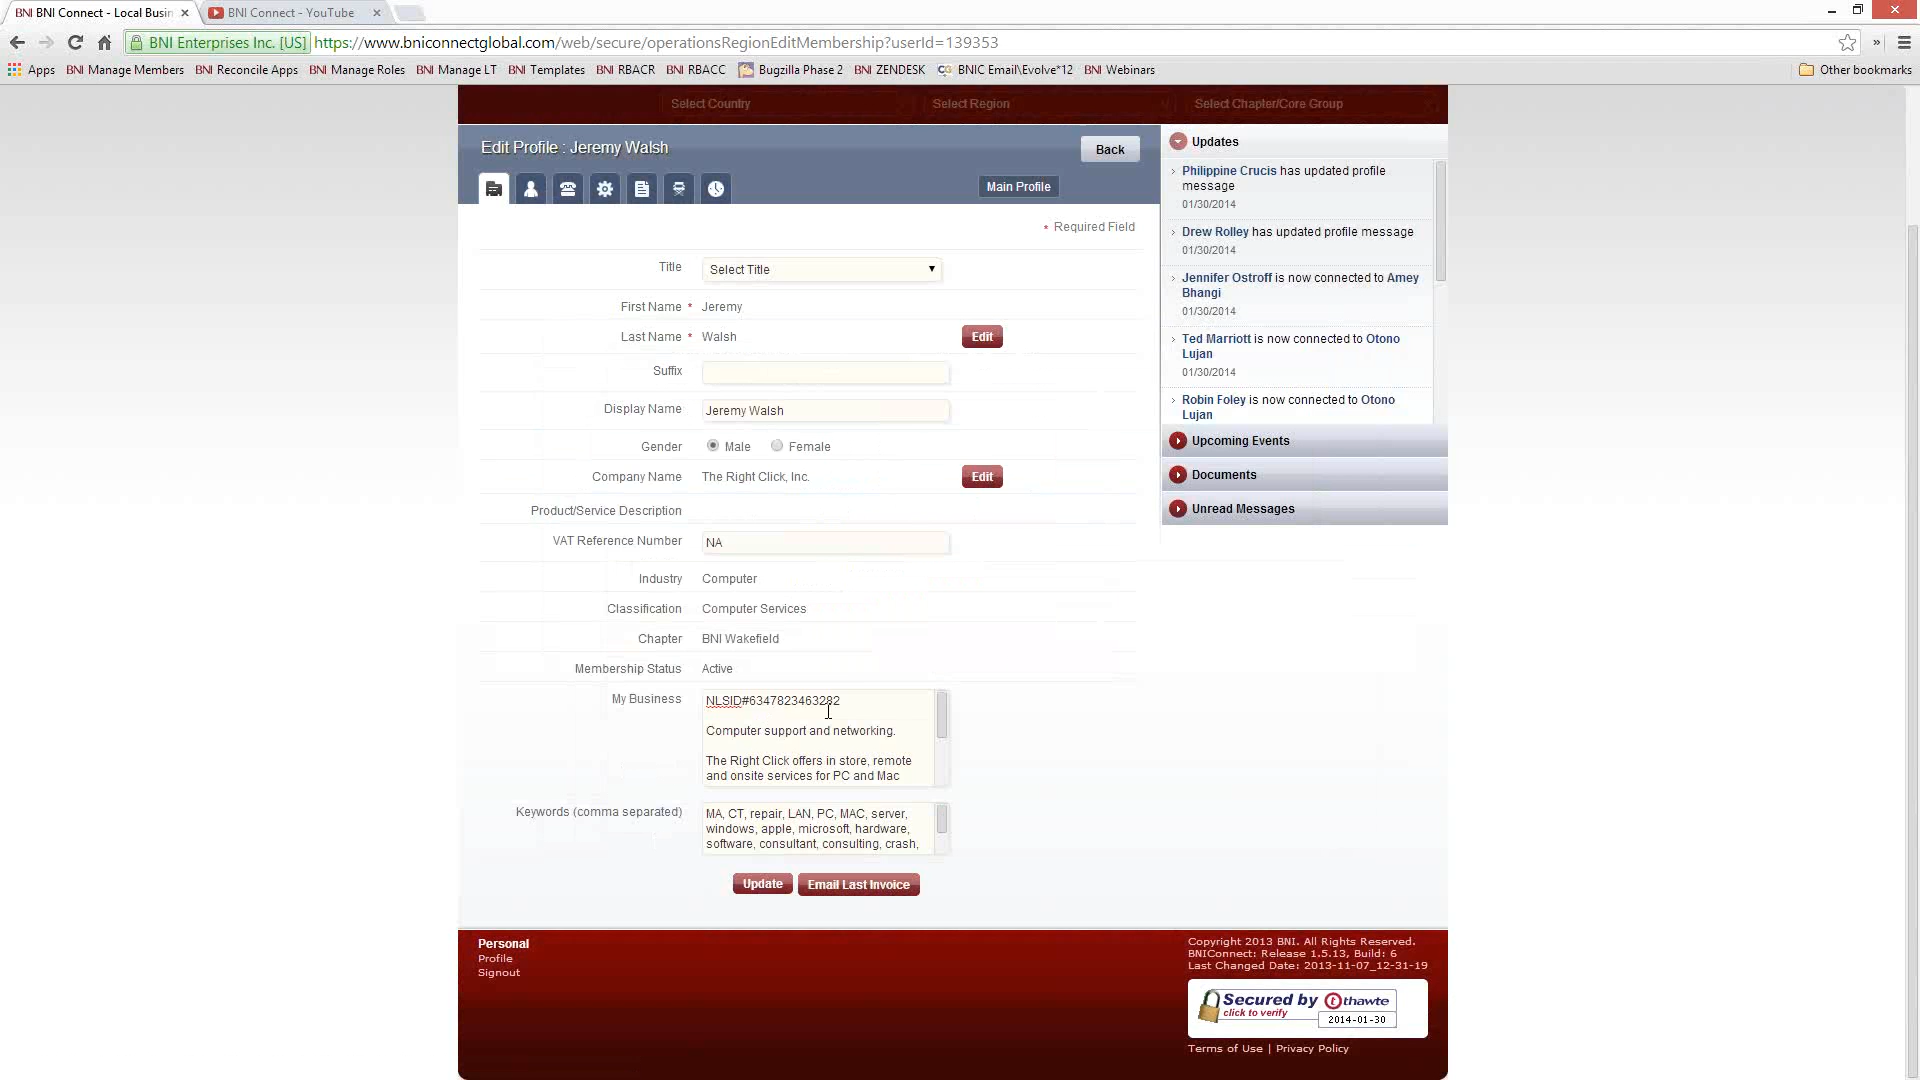 BNI BNI Connect - Local Busin
BNI Connect - YouTube
BNI Enterprises Inc. [US]
https://www.bniconnectglobal.com/web/secure/operationsRegionEditMembership?userId=139353
Apps
BNI Manage Members
BNI Reconcile Apps
BNI Manage Roles
BNI Manage LT
BNI Templates
BNI RBACR
BNI RBACC
Bugzilla Phase 2
BNI ZENDESK
BNIC Email\Evolve*12
BNI Webinars
Other bookmarks
Select Country
Select Region
Select Chapter/Core Group
Edit Profile : Jeremy Walsh
Back
Main Profile
* Required Field
Title
Select Title
First Name * Jeremy
Last Name * Walsh
Edit
Suffix
Display Name
Jeremy Walsh
Gender
Male
Female
Company Name
The Right Click, Inc.
Edit
Product/Service Description
VAT Reference Number
NA
Industry
Computer
Classification
Computer Services
Chapter
BNI Wakefield
Membership Status
Active
My Business
NLSID#6347823463282
Computer support and networking.
The Right Click offers in store, remote
and onsite services for PC and Mac
Keywords (comma separated)
MA, CT, repair, LAN, PC, MAC, server,
windows, apple, microsoft, hardware,
software, consultant, consulting, crash,
Update
Email Last Invoice
Updates
Philippine Crucis has updated profile
message
01/30/2014
Drew Rolley has updated profile message
01/30/2014
Jennifer Ostroff is now connected to Amey
Bhangi
01/30/2014
Ted Marriott is now connected to Otono
Lujan
01/30/2014
Robin Foley is now connected to Otono
Lujan
Upcoming Events
Documents
Unread Messages
Personal
Profile
Signout
Copyright 2013 BNI. All Rights Reserved.
BNIConnect: Release 1.5.13, Build: 6
Last Changed Date: 2013-11-07_12-31-19
Secured by thawte
click to verify
2014-01-30
Terms of Use | Privacy Policy